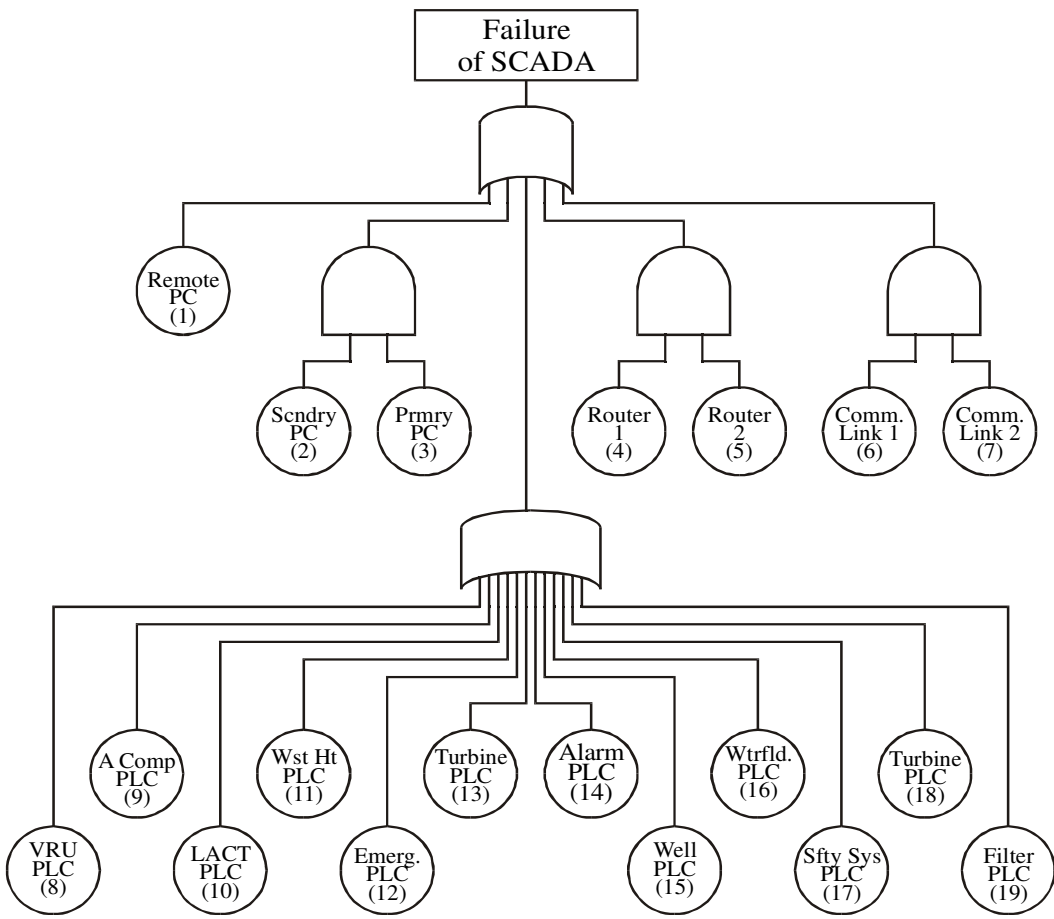 Failure
of SCADA
Remote
PC
(1)
Scndry
PC
(2)
Prmry
PC
(3)
Router
1
(4)
Router
2
(5)
Comm.
Link 1
(6)
Comm.
Link 2
(7)
A Comp
PLC
(9)
Wst Ht
PLC
(11)
Turbine
PLC
(13)
Alarm
PLC
(14)
Wtrfld.
PLC
(16)
Turbine
PLC
(18)
VRU
PLC
(8)
LACT
PLC
(10)
Emerg.
PLC
(12)
Well
PLC
(15)
Sfty Sys
PLC
(17)
Filter
PLC
(19)